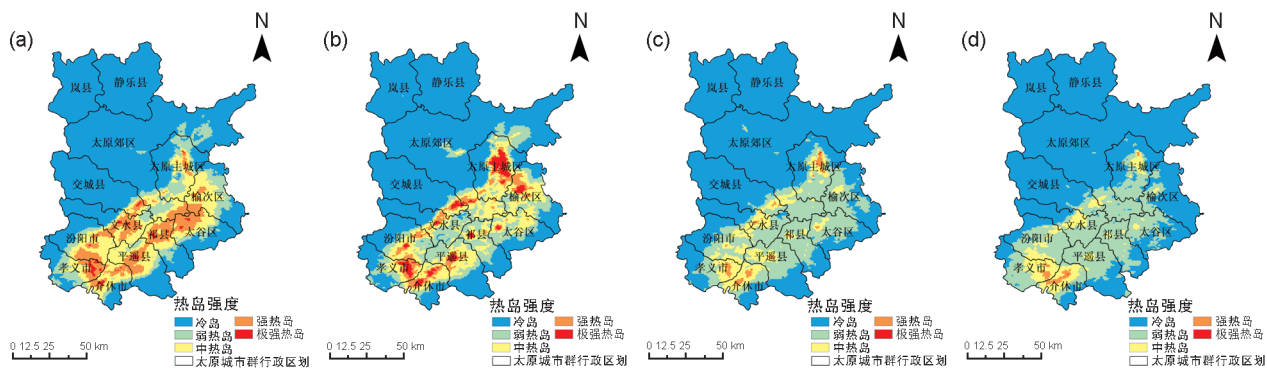 (a)
N
岚县
静乐县
太原郊区
太原主城区
交城县
榆次区
文水县
祁县
太谷区
汾阳市
平遥县
孝义市
介休市
热岛强度
冷岛
强热岛
弱热岛
极强热岛
中热岛
太原城市群行政区划
0 12.5 25 50 km
(b)
N
岚县
静乐县
太原郊区
太原主城区
交城县
榆次区
文水县
祁县
太谷区
汾阳市
平遥县
孝义市
介休市
热岛强度
冷岛
强热岛
弱热岛
极强热岛
中热岛
太原城市群行政区划
0 12.5 25 50 km
(c)
N
岚县
静乐县
太原郊区
太原主城区
交城县
榆次区
文水县
祁县
太谷区
汾阳市
平遥县
孝义市
介休市
热岛强度
冷岛
强热岛
弱热岛
极强热岛
中热岛
太原城市群行政区划
0 12.5 25 50 km
(d)
N
岚县
静乐县
太原郊区
太原主城区
交城县
榆次区
文水县
祁县
太谷区
汾阳市
平遥县
孝义市
介休市
热岛强度
冷岛
强热岛
弱热岛
极强热岛
中热岛
太原城市群行政区划
0 12.5 25 50 km